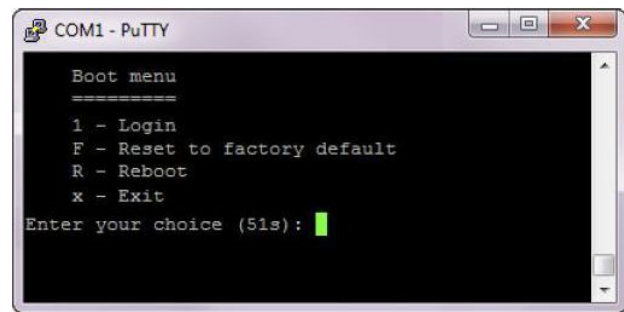 COM1 - PuTTY
Boot menu
=========
1 - Login
F - Reset to factory default
R - Reboot
x - Exit
Enter your choice (51s):